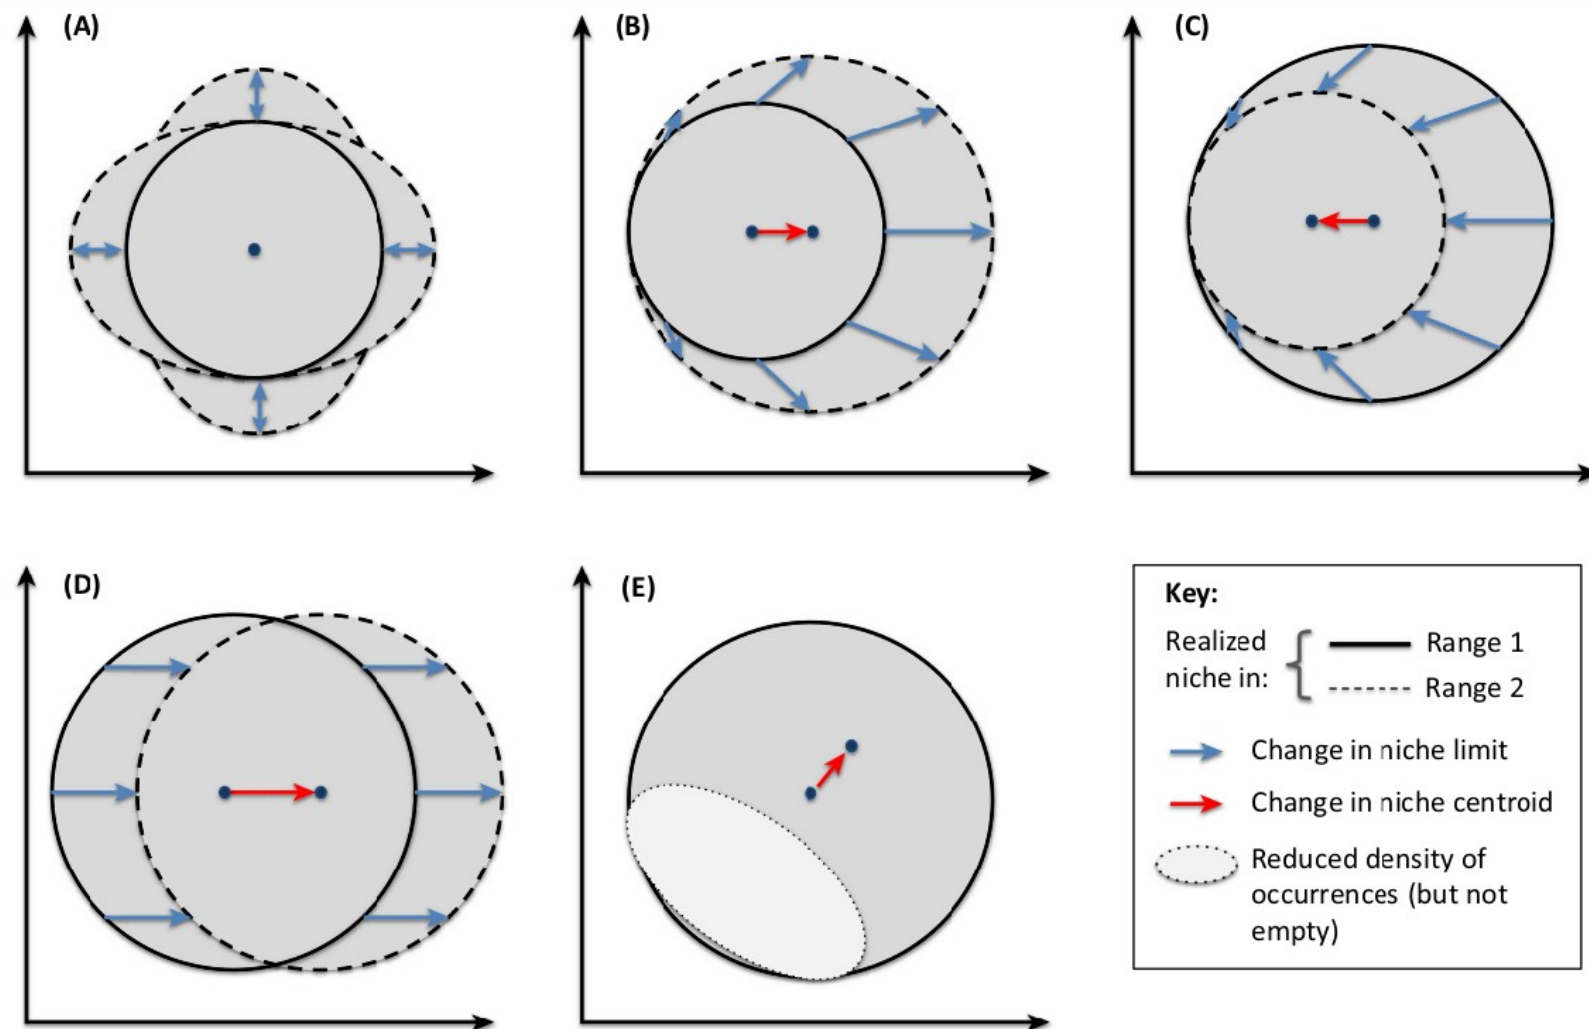 (A)
(B)
(C)
(D)
(E)
Key:
Realized
niche in:
Range 1
Range 2
Change in niche limit
Change in niche centroid
Reduced density of
occurrences (but not
empty)